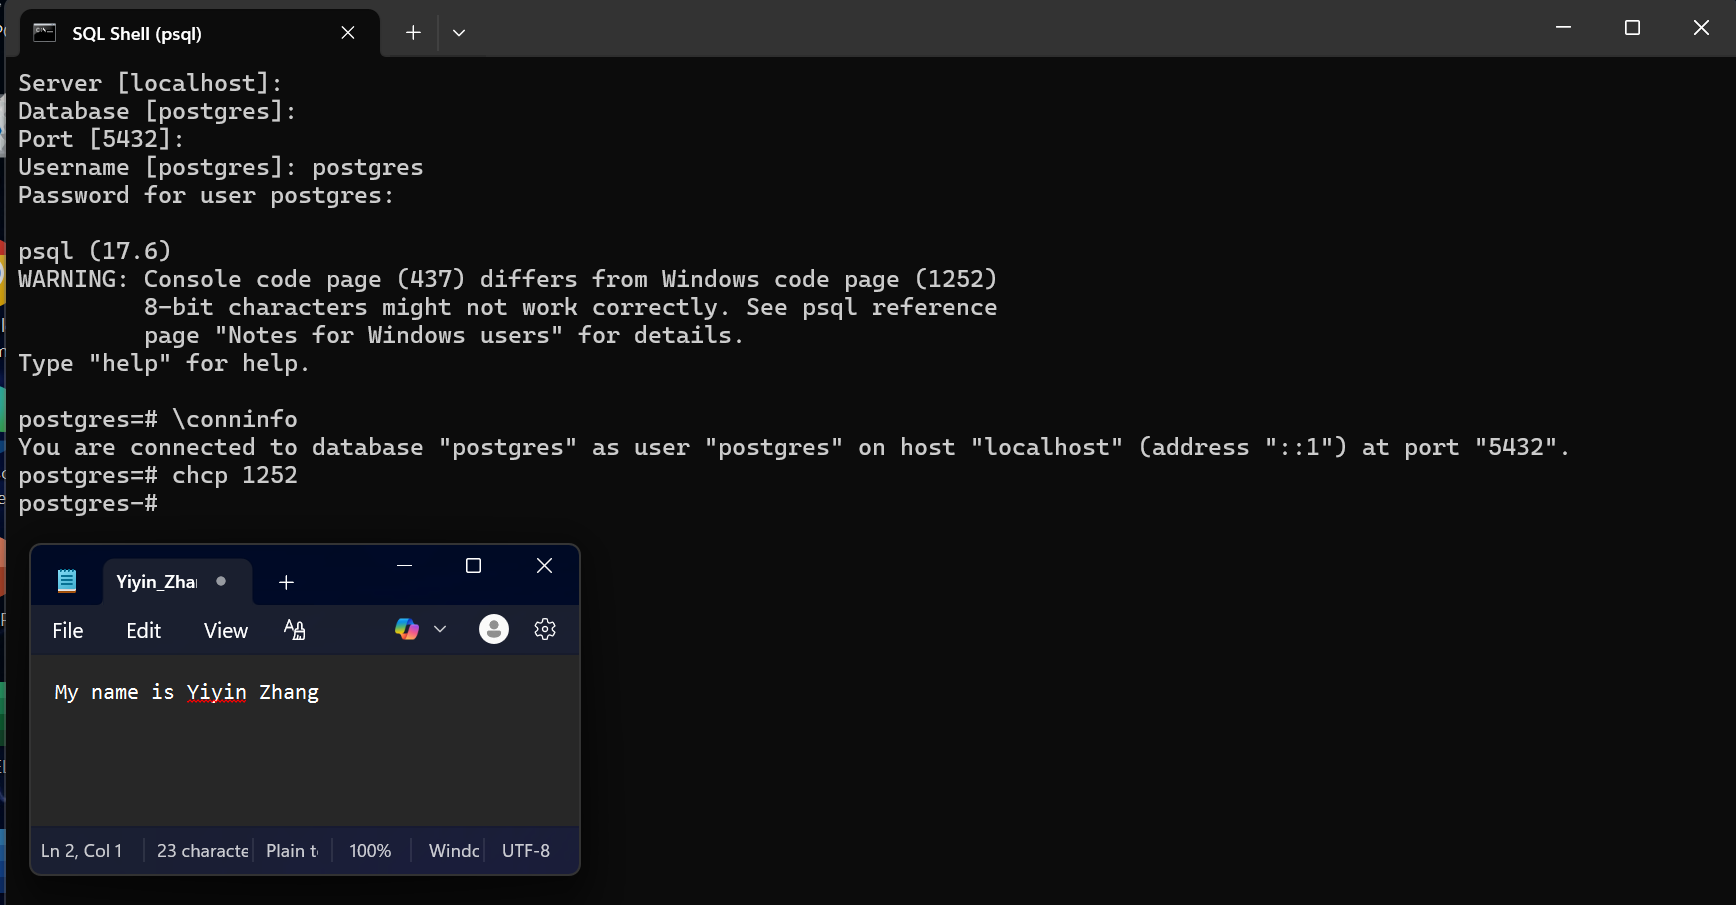 SQL Shell (psql)
Server [localhost]:
Database [postgres]:
Port [5432]:
Username [postgres]: postgres
Password for user postgres:
psql (17.6)
WARNING: Console code page (437) differs from Windows code page (1252)
8-bit characters might not work correctly. See psql reference
page "Notes for Windows users" for details.
Type "help" for help.
postgres=# \conninfo
You are connected to database "postgres" as user "postgres" on host "localhost" (address "::1") at port "5432".
postgres=# chcp 1252
postgres-#
Yiyin_Zha
File Edit View
My name is Yiyin Zhang
Ln 2, Col 1 23 characte Plain t 100% Windo UTF-8